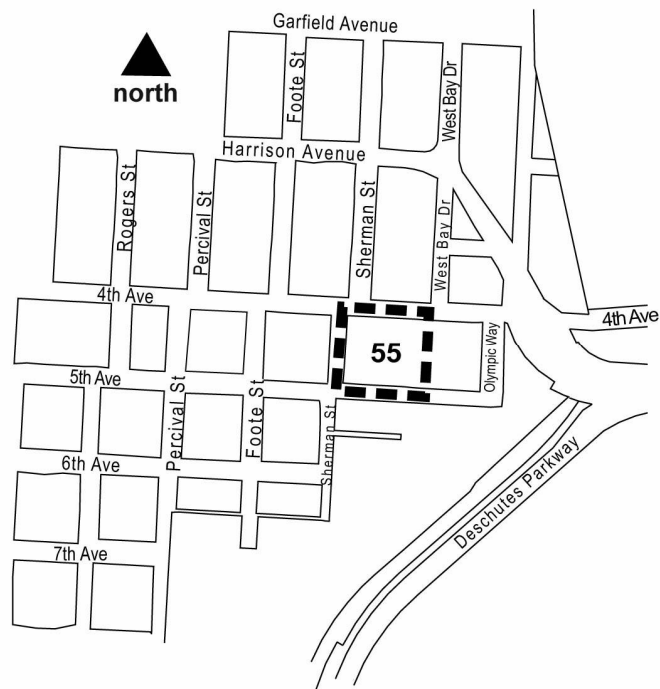 Garfield Avenue
north
Foote St
West Bay Dr
Harrison Avenue
Rogers St
Percival St
Sherman St
West Bay Dr
4th Ave
4th Ave
55
Olympic Way
5th Ave
Percival St
Foote St
Sherman St
6th Ave
Deschutes Parkway
7th Ave